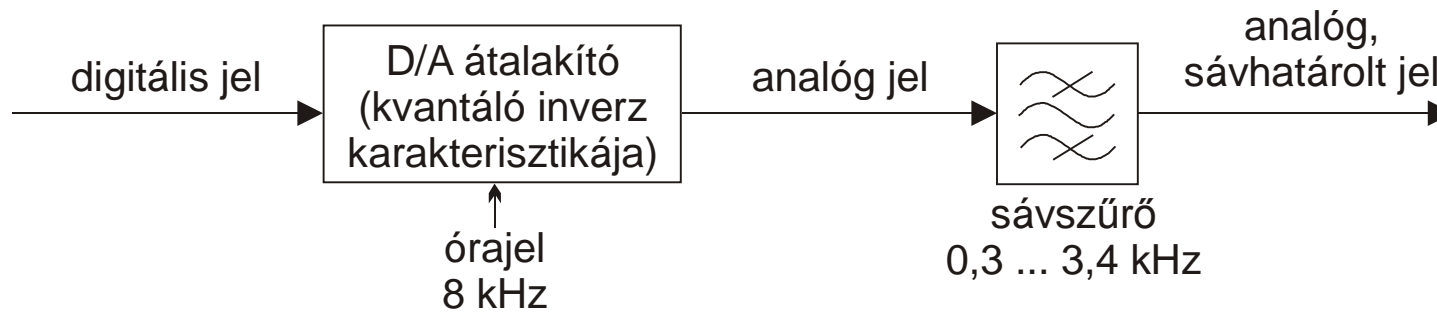 digitális jel
D/A átalakító
(kvantáló inverz
karakterisztikája)
órajel
8 kHz
analóg jel
sávszűrő
0,3 ... 3,4 kHz
analóg,
sávhatárolt jel